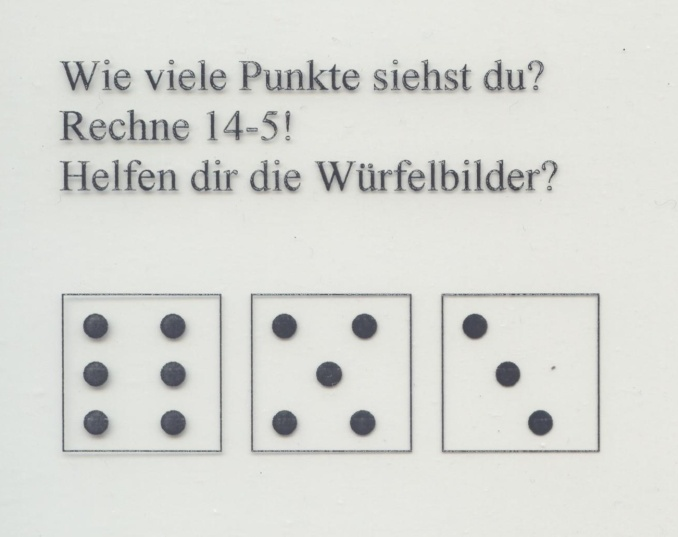 Wie viele Punkte siehst du?
Rechne 14-5!
Helfen dir die Würfelbilder?